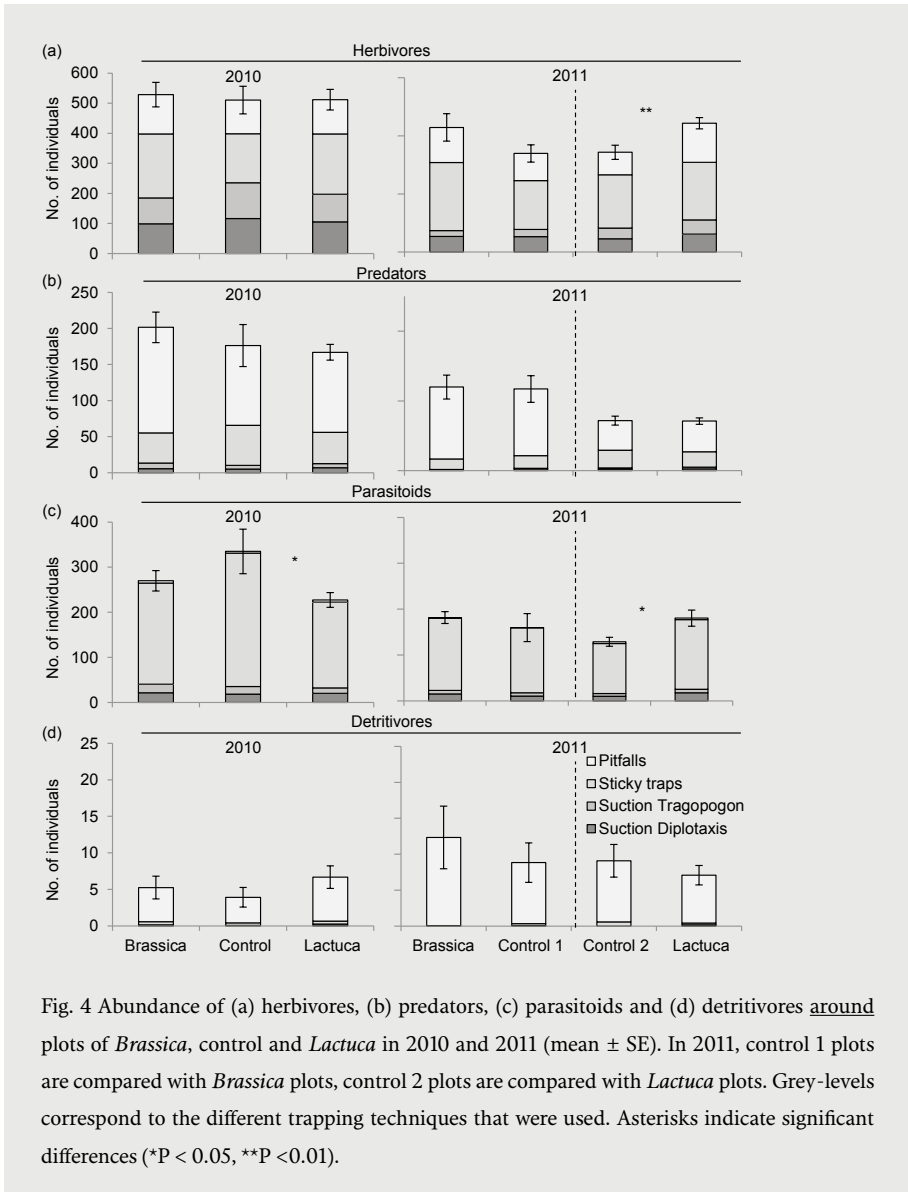 (a)
Herbivores
2010
2011
No. of individuals
600
500
400
300
200
100
0
**
(b)
Predators
2010
2011
No. of individuals
250
200
150
100
50
0
(c)
Parasitoids
2010
2011
No. of individuals
400
300
200
100
0
*
*
(d)
Detritivores
2010
2011
No. of individuals
25
20
15
10
5
0
Pitfalls
Sticky traps
Suction Tragopogon
Suction Diplotaxis
Brassica Control Lactuca Brassica Control 1 Control 2 Lactuca
Fig. 4 Abundance of (a) herbivores, (b) predators, (c) parasitoids and (d) detritivores around
plots of Brassica, control and Lactuca in 2010 and 2011 (mean ± SE). In 2011, control 1 plots
are compared with Brassica plots, control 2 plots are compared with Lactuca plots. Grey-levels
correspond to the different trapping techniques that were used. Asterisks indicate significant
differences (*P < 0.05, **P <0.01).